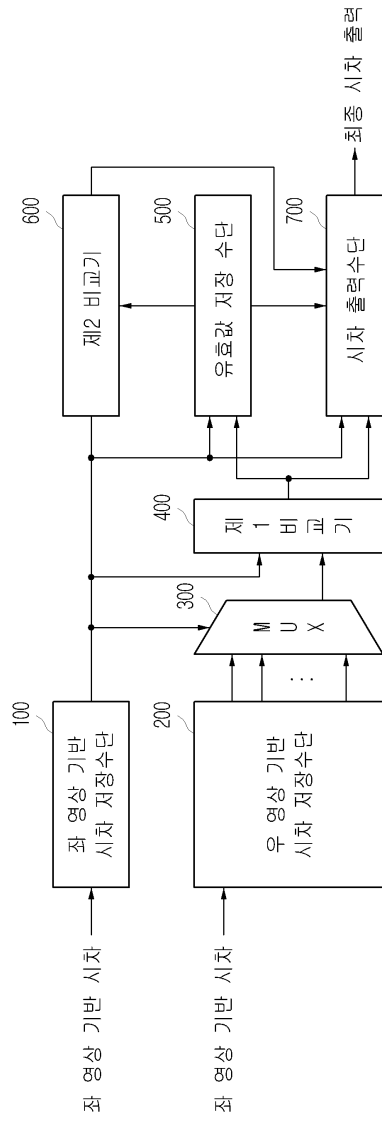 좌 영상 기반 시차
100
좌 영상 기반
시차 저장수단
좌 영상 기반 시차
200
우 영상 기반
시차 저장수단
...
300
MUX
400
제1비교기
600
제2 비교기
500
유효값 저장 수단
700
시차 출력수단
최종 시차 출력